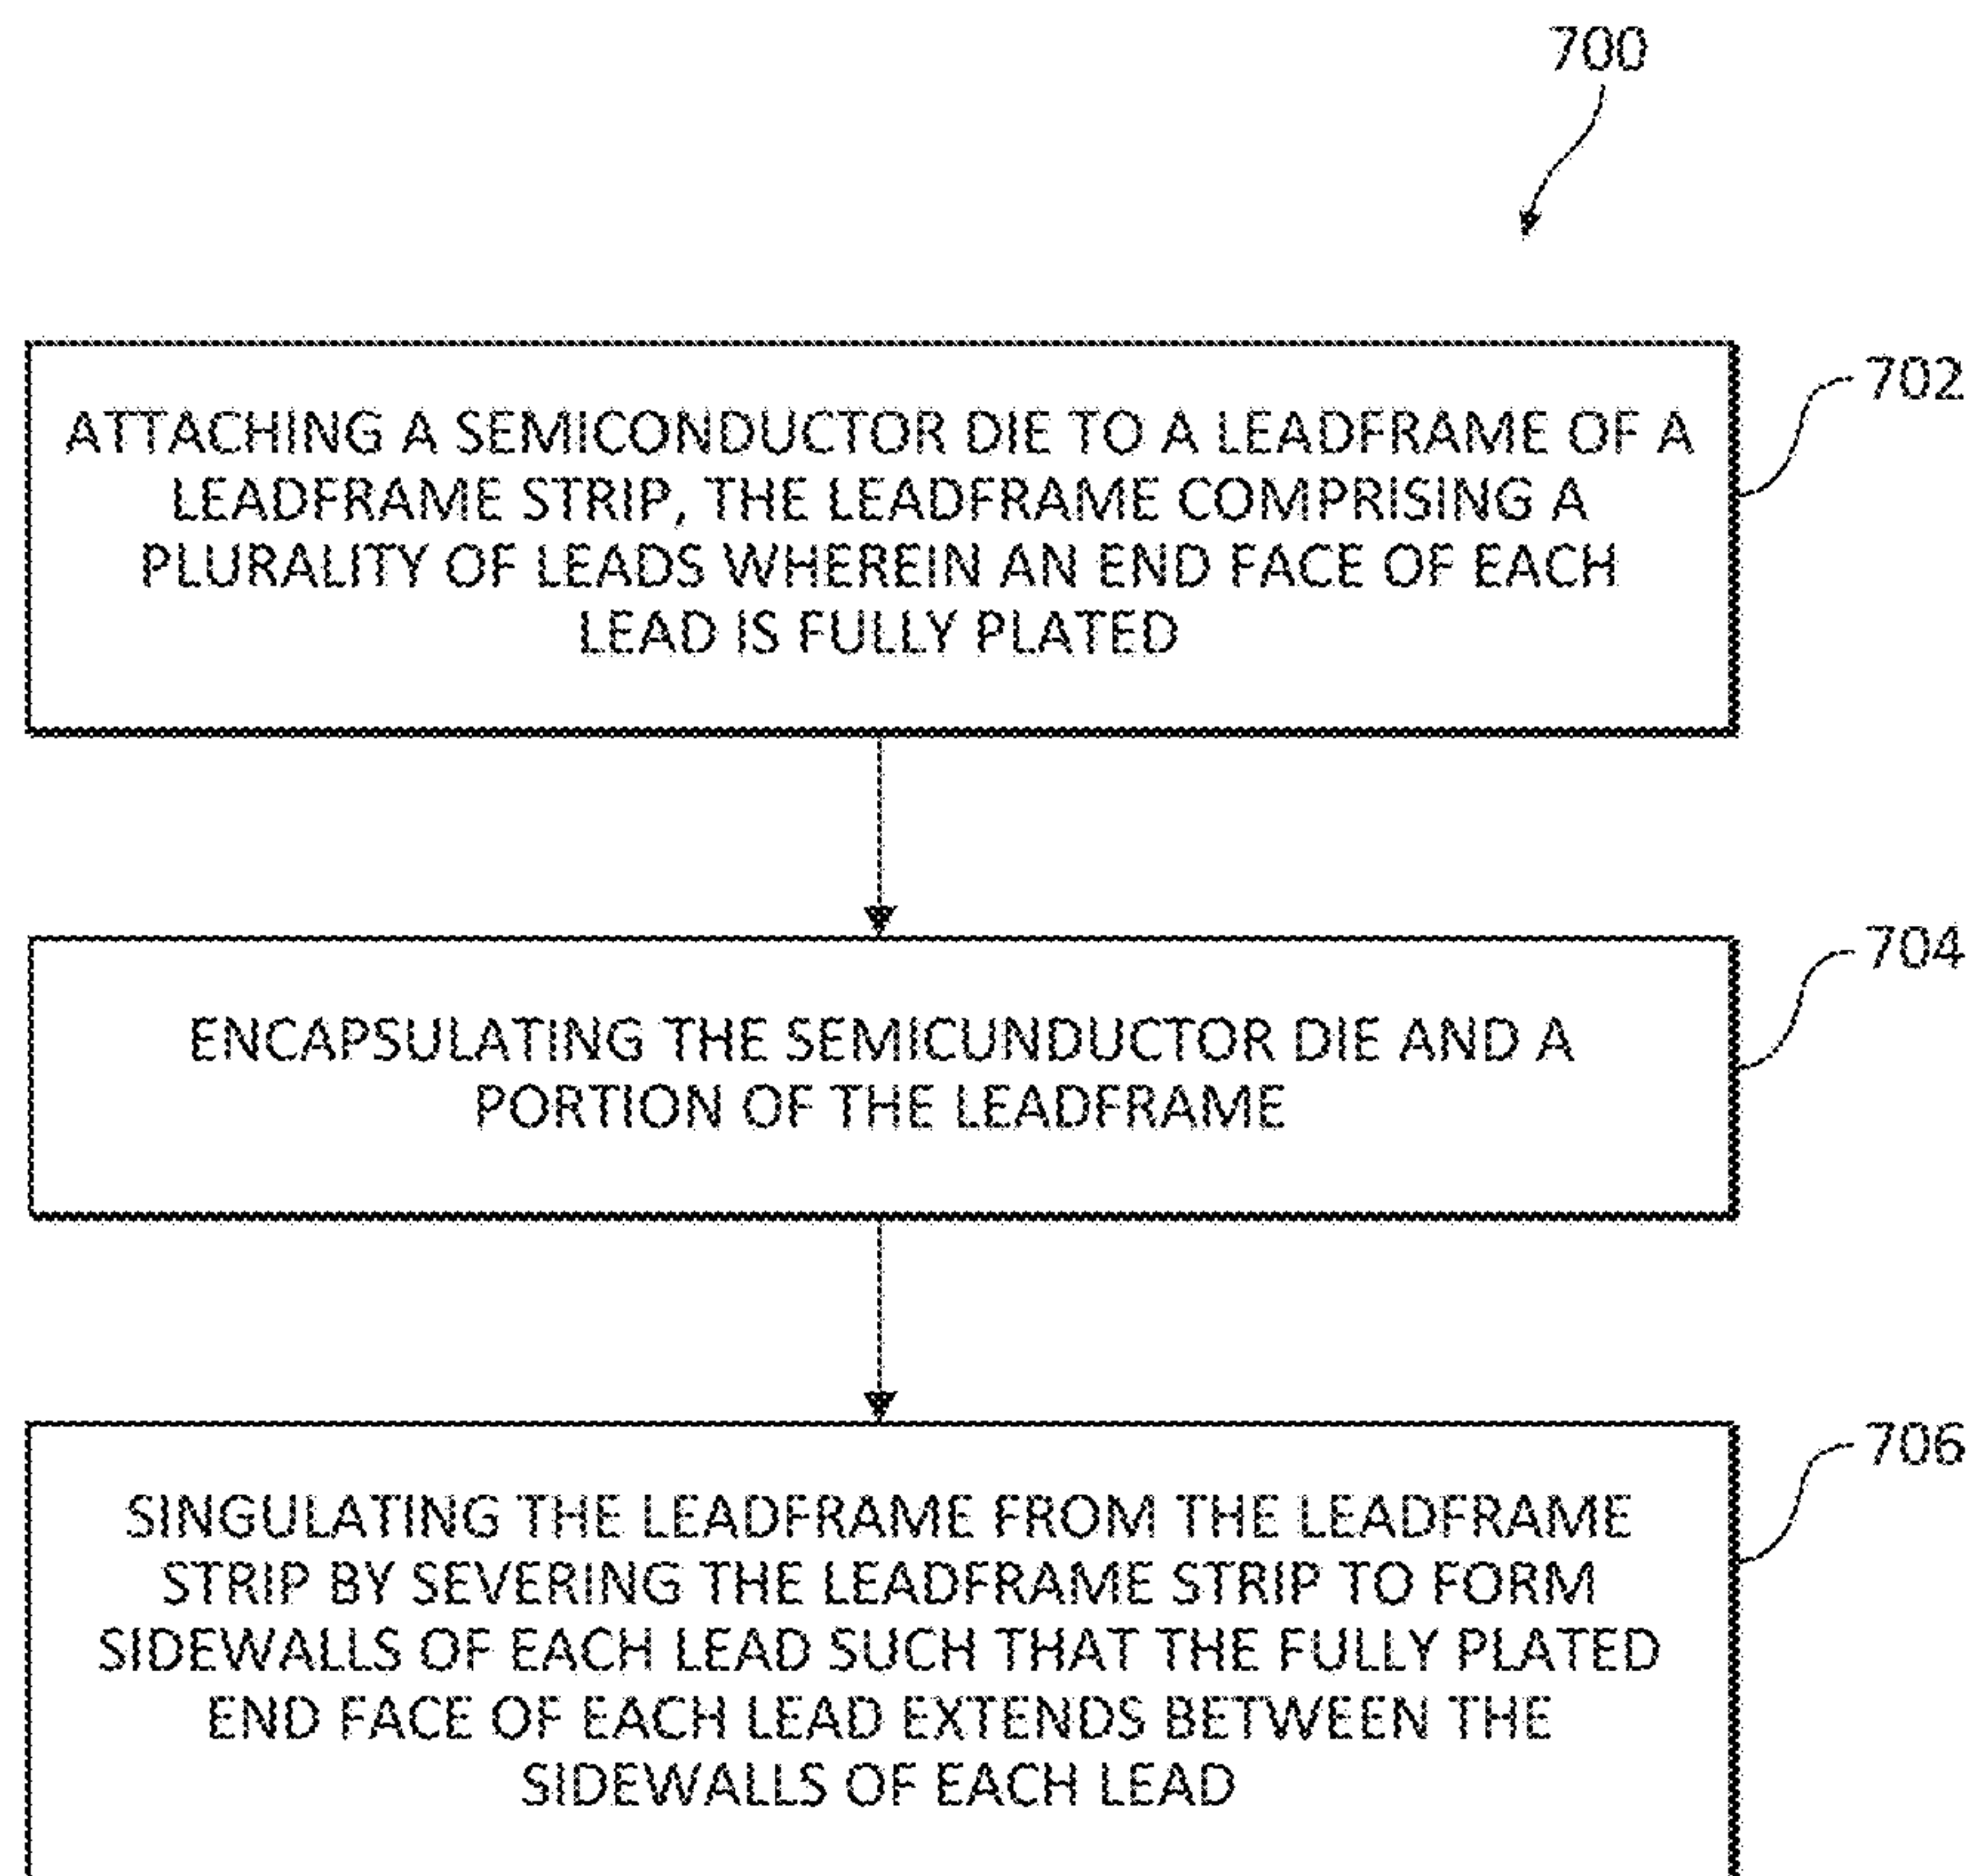 700
702
ATTACHING A SEMICONDUCTOR DIE TO A LEADFRAME OF A
LEADFRAME STRIP, THE LEADFRAME COMPRISING A
PLURALITY OF LEADS WHEREIN AN END FACE OF EACH
LEAD IS FULLY PLATED
704
ENCAPSULATING THE SEMICUNDUCTOR DIE AND A
PORTION OF THE LEADFRAME
706
SINGULATING THE LEADFRAME FROM THE LEADFRAME
STRIP BY SEVERING THE LEADFRAME STRIP TO FORM
SIDEWALLS OF EACH LEAD SUCH THAT THE FULLY PLATED
END FACE OF EACH LEAD EXTENDS BETWEEN THE
SIDEWALLS OF EACH LEAD